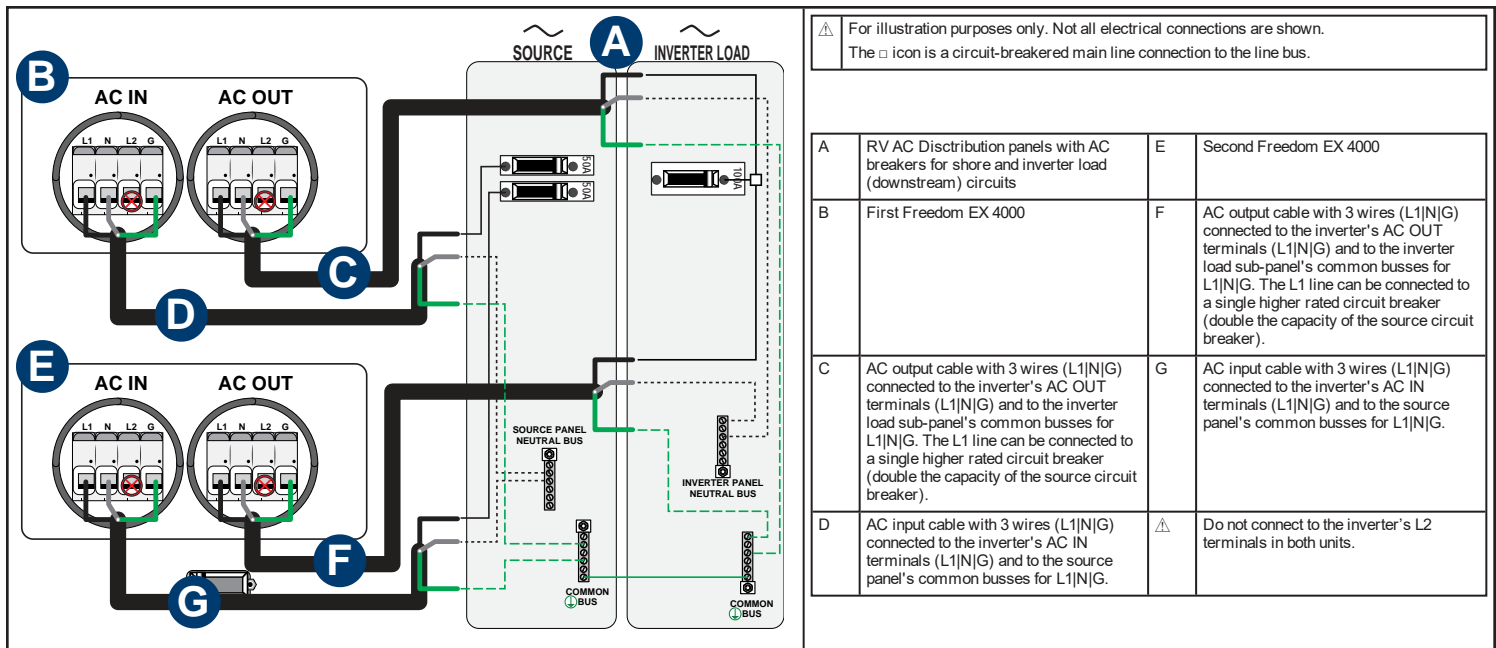 SOURCE
A
INVERTER LOAD
B
AC IN
AC OUT
L1 N L2 G
L1 N L2 G
50A
50A
100A
C
D
E
AC IN
AC OUT
L1 N L2 G
L1 N L2 G
SOURCE PANEL
NEUTRAL BUS
INVERTER PANEL
NEUTRAL BUS
F
G
COMMON
BUS
COMMON
BUS
⚠ For illustration purposes only. Not all electrical connections are shown.
The □ icon is a circuit-breakered main line connection to the line bus.
A
RV AC Disctribution panels with AC
breakers for shore and inverter load
(downstream) circuits
E
Second Freedom EX 4000
B
First Freedom EX 4000
F
AC output cable with 3 wires (L1|N|G)
connected to the inverter's AC OUT
terminals (L1|N|G) and to the inverter
load sub-panel's common busses for
L1|N|G. The L1 line can be connected to
a single higher rated circuit breaker
(double the capacity of the source circuit
breaker).
C
AC output cable with 3 wires (L1|N|G)
connected to the inverter's AC OUT
terminals (L1|N|G) and to the inverter
load sub-panel's common busses for
L1|N|G. The L1 line can be connected to
a single higher rated circuit breaker
(double the capacity of the source circuit
breaker).
G
AC input cable with 3 wires (L1|N|G)
connected to the inverter's AC IN
terminals (L1|N|G) and to the source
panel's common busses for L1|N|G.
D
AC input cable with 3 wires (L1|N|G)
connected to the inverter's AC IN
terminals (L1|N|G) and to the source
panel's common busses for L1|N|G.
⚠
Do not connect to the inverter's L2
terminals in both units.